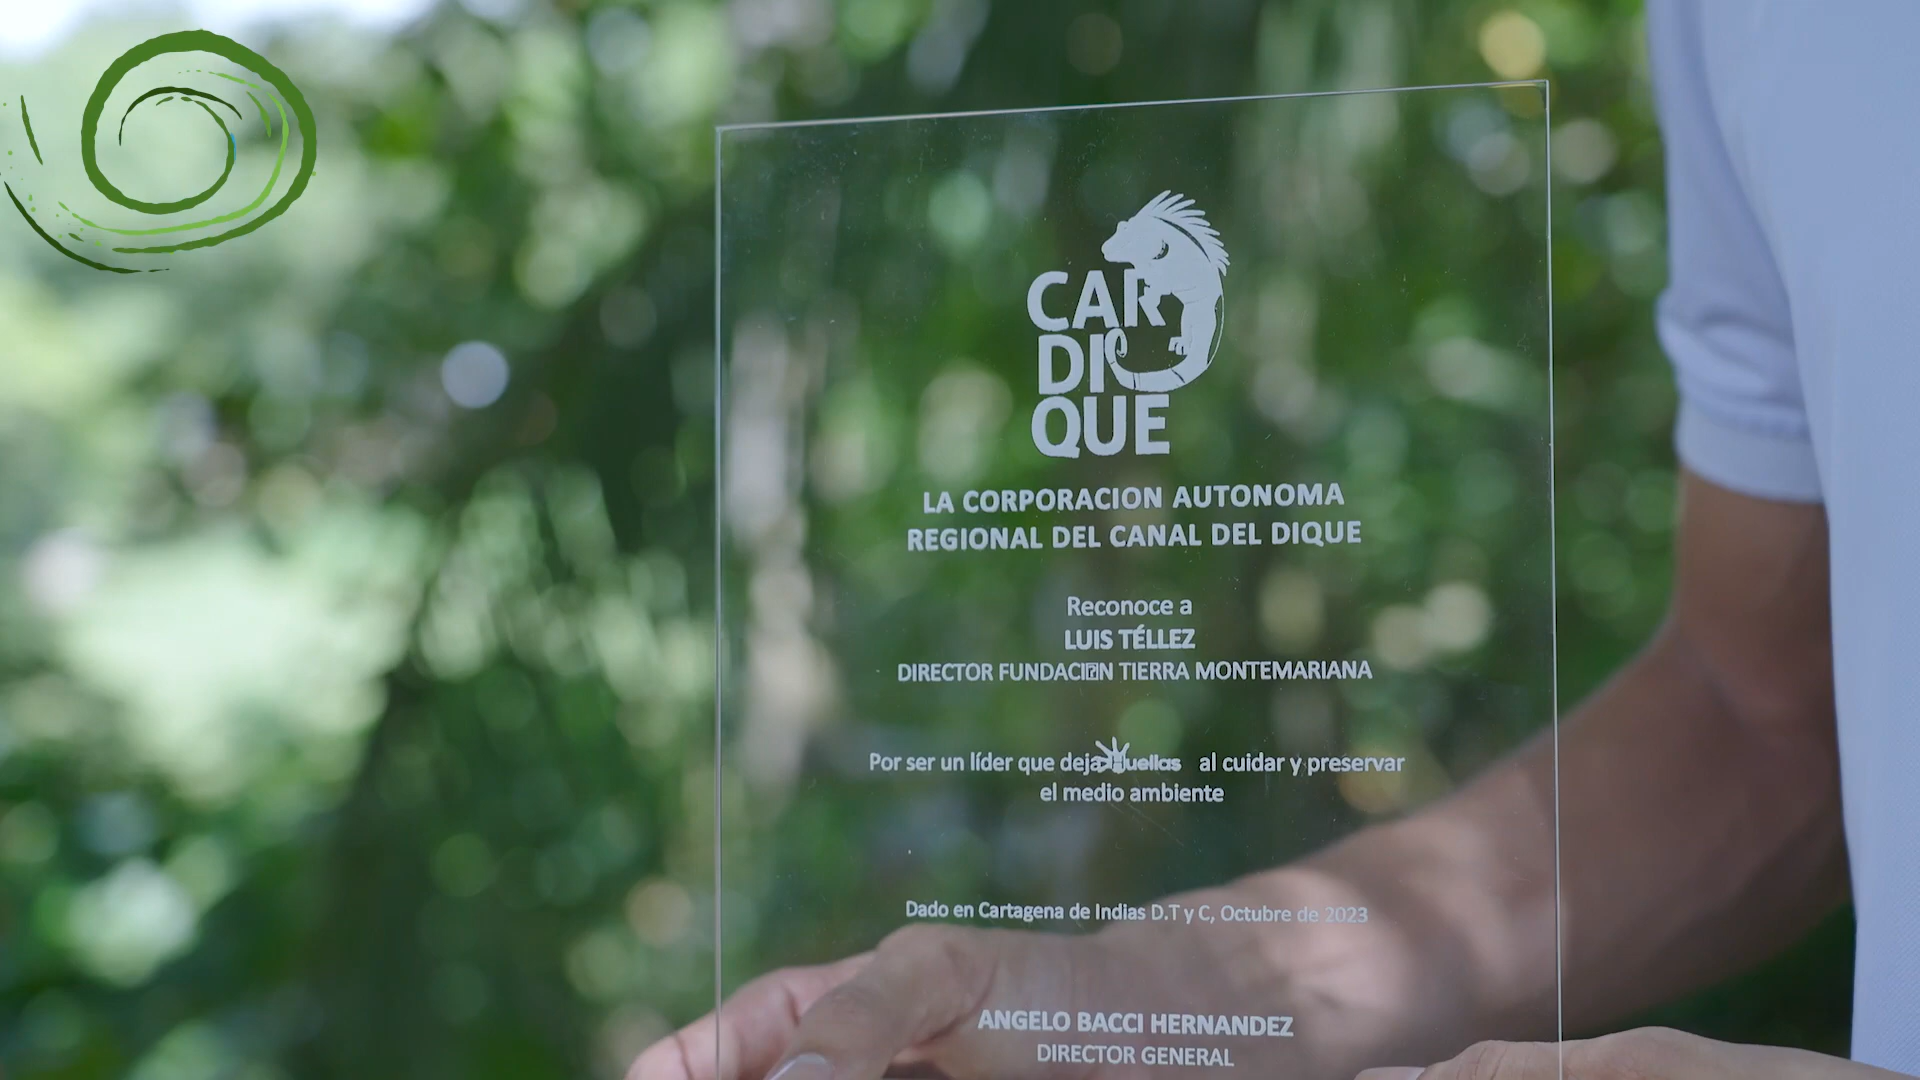 CAR
DI
QUE
LA CORPORACION AUTONOMA
REGIONAL DEL CANAL DEL DIQUE
Reconoce a
LUIS TÉLLEZ
DIRECTOR FUNDACI�N TIERRA MONTEMARIANA
Por ser un líder que deja Huellas al cuidar y preservar
el medio ambiente
Dado en Cartagena de Indias D.T y C, Octubre de 2023
ANGELO BACCI HERNANDEZ
DIRECTOR GENERAL